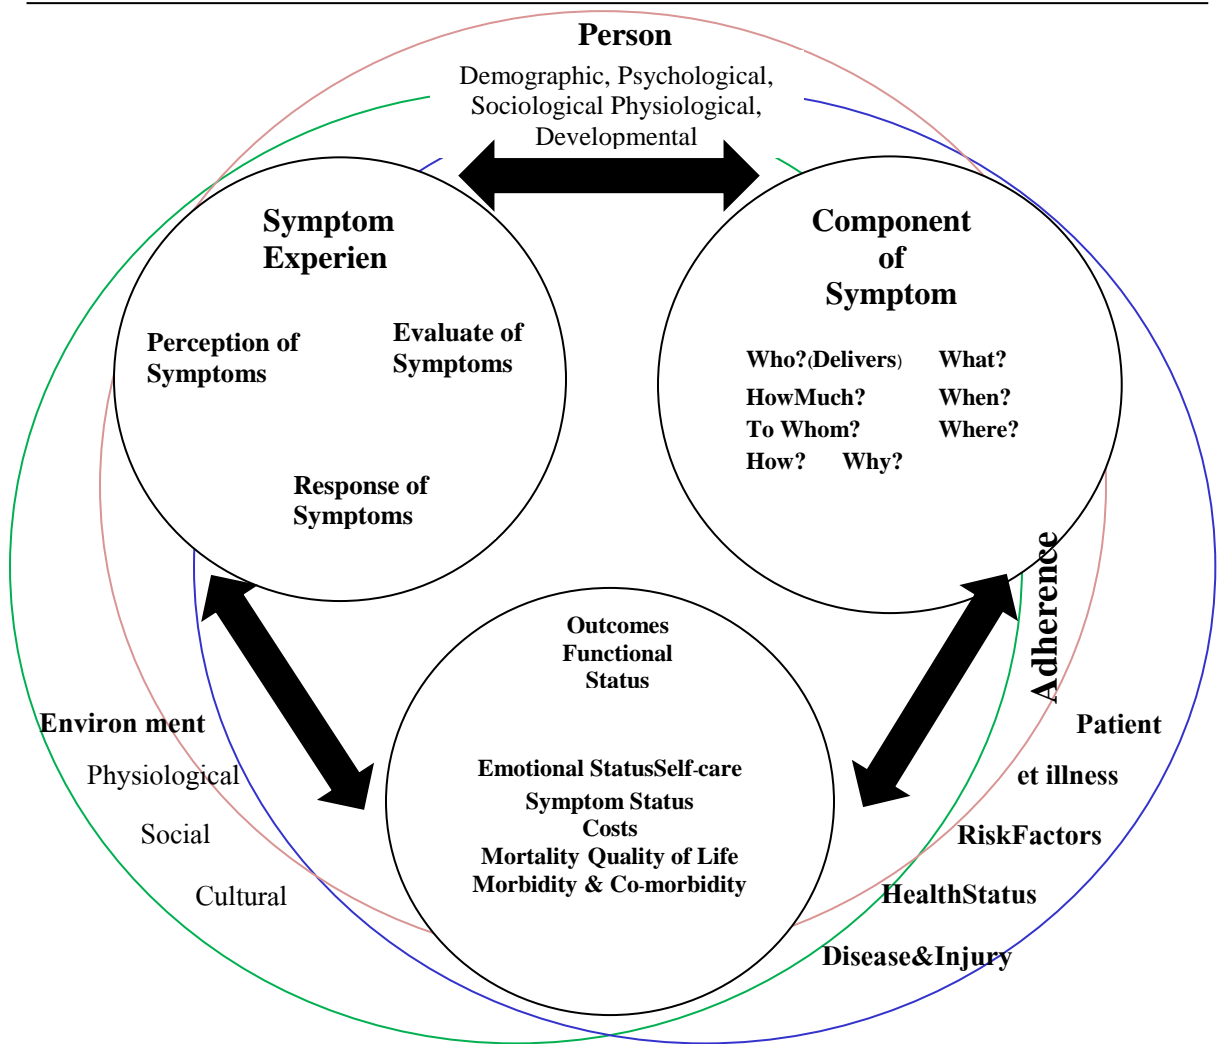 Person
Demographic, Psychological,
Sociological Physiological,
Developmental
Symptom
Experien
Perception of
Symptoms
Evaluate of
Symptoms
Response of
Symptoms
Component
of
Symptom
Who?(Delivers) What?
HowMuch? When?
To Whom? Where?
How? Why?
Adherence
Outcomes
Functional
Status
Emotional StatusSelf-care
Symptom Status
Costs
Mortality Quality of Life
Morbidity & Co-morbidity
Environ ment
Physiological
Social
Cultural
Patient
et illness
RiskFactors
HealthStatus
Disease&Injury